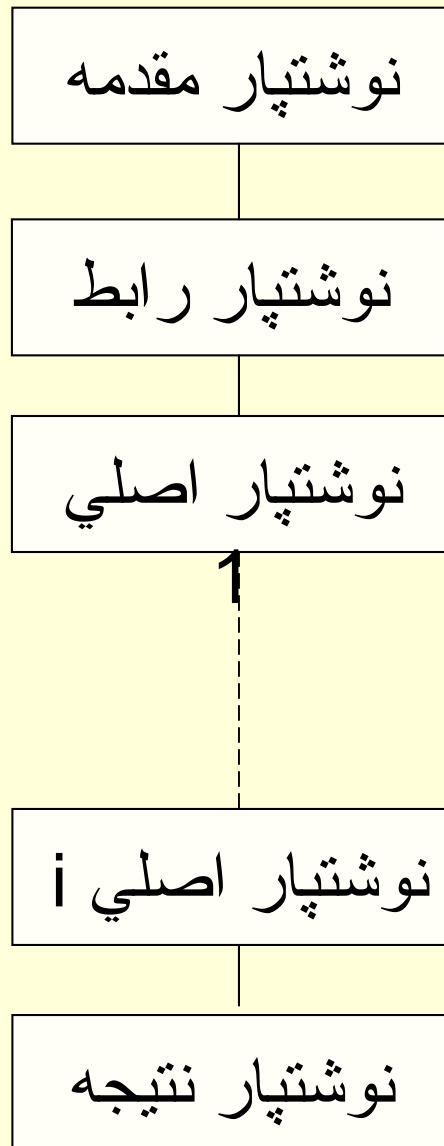 نوشتپار مقدمه
نوشتپار رابط
نوشتپار اصلي
1
نوشتپار اصلي i
نوشتپار نتيجه